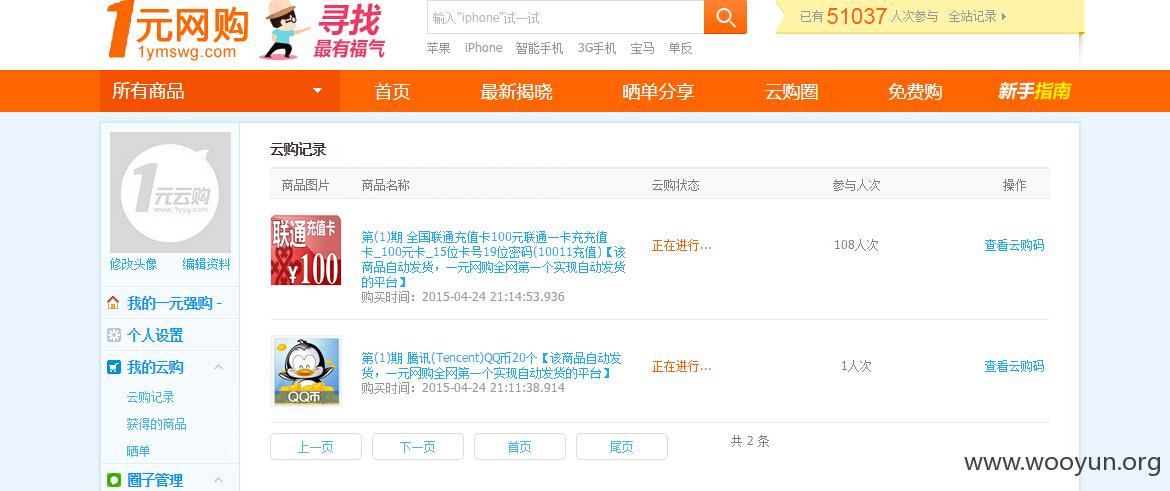 1元网购
1ymswg.com
寻找
最有福气
输入"iphone"试一试
已有 51037 人次参与 全站记录
苹果 iPhone 智能手机 3G手机 宝马 单反
所有商品 首页 最新揭晓 晒单分享 云购圈 免费购 新手指南
1元云购
www.1yyg.com
修改头像 编辑资料
我的一元强购 -
个人设置
我的云购
云购记录
获得的商品
晒单
圈子管理
云购记录
商品图片 商品名称 云购状态 参与人次 操作
联通充值卡
¥100
第(1)期 全国联通充值卡100元联通一卡充充值
卡_100元卡_15位卡号19位密码(10011充值)【该
商品自动发货，一元网购全网第一个实现自动发货
的平台】
购买时间：2015-04-24 21:14:53.936
正在进行... 108人次 查看云购码
QQ币
第(1)期 腾讯(Tencent)QQ币20个【该商品自动发
货，一元网购全网第一个实现自动发货的平台】
购买时间：2015-04-24 21:11:38.914
正在进行... 1人次 查看云购码
上一页 下一页 首页 尾页 共 2 条
www.wooyun.org